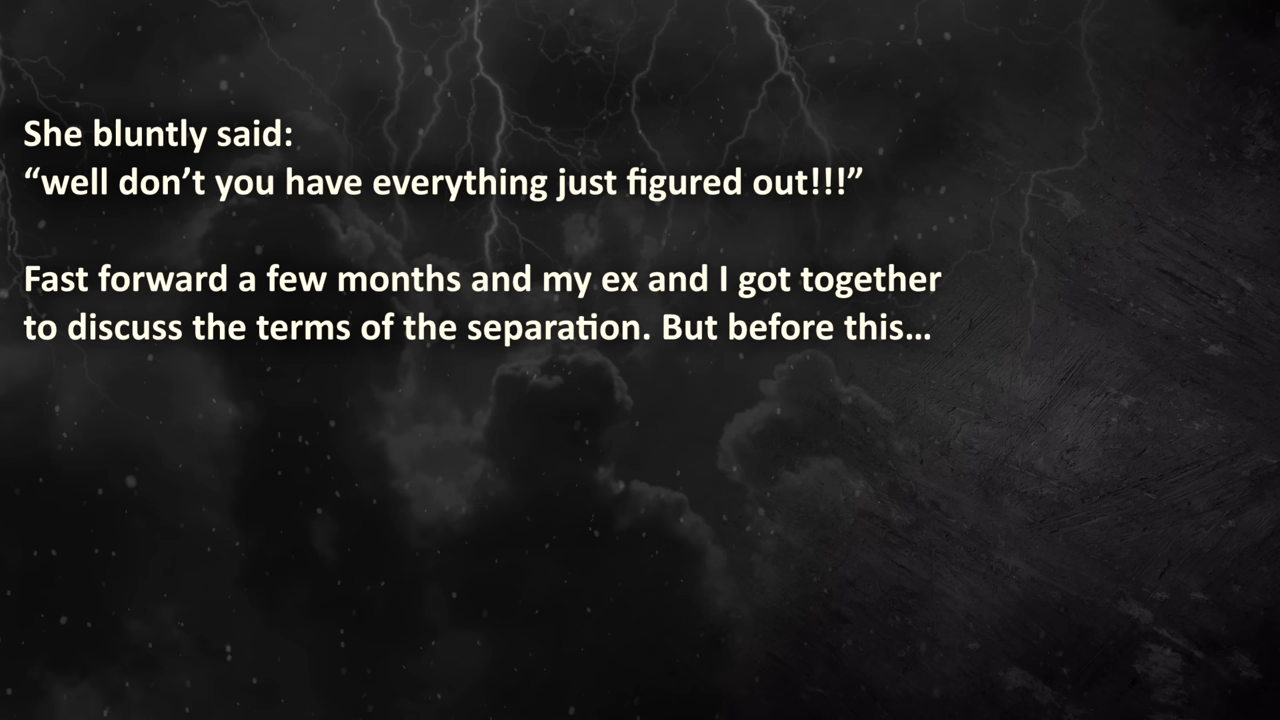 She bluntly said:
“well don’t you have everything just figured out!!!”
Fast forward a few months and my ex and I got together
to discuss the terms of the separation. But before this…